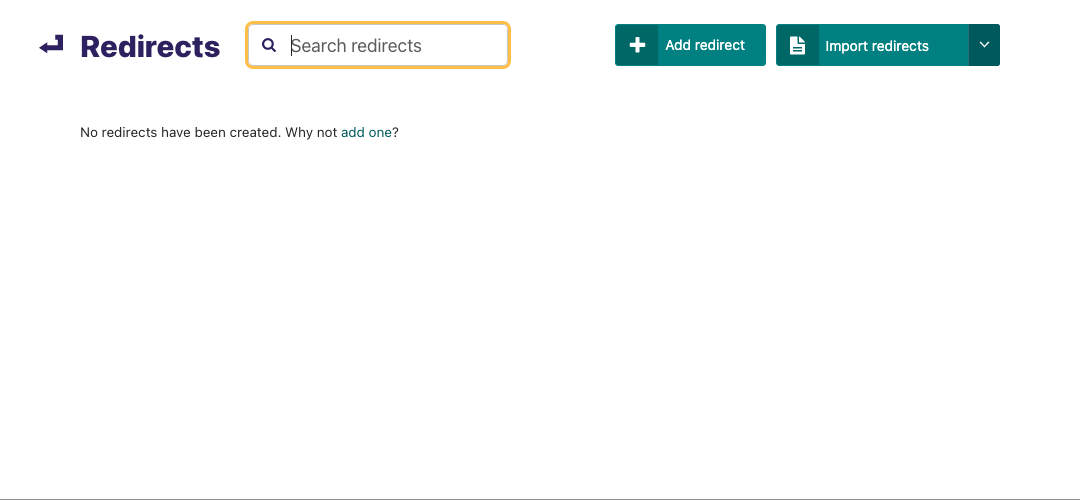 Redirects
Search redirects
Add redirect
Import redirects
No redirects have been created. Why not add one?